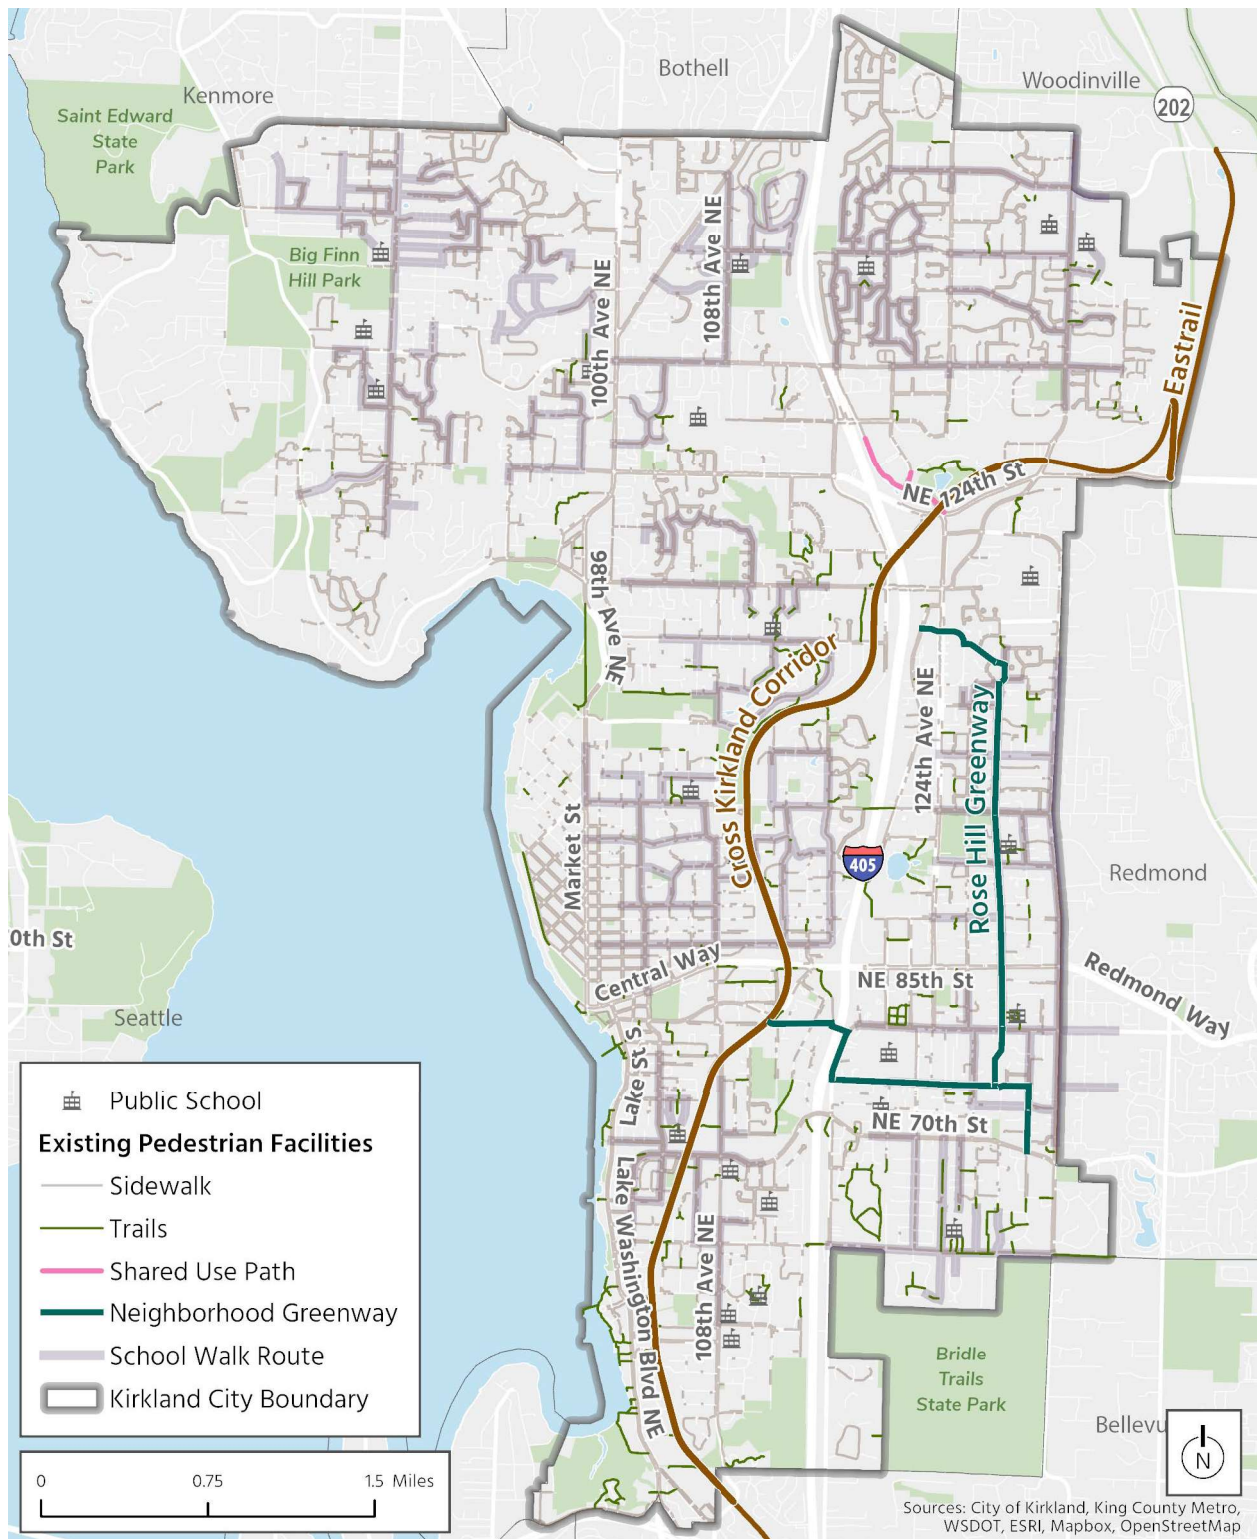 Bothell
Kenmore
Woodinville
202
Saint Edward
State
Park
Big Finn
Hill Park
100th Ave NE
108th Ave NE
Eastrail
NE 124th St
98th Ave NE
Cross Kirkland Corridor
124th Ave NE
Rose Hill Greenway
Market St
405
Redmond
0th St
Seattle
Central Way
NE 85th St
Redmond Way
Lake St S
NE 70th St
Lake Washington Blvd NE
108th Ave NE
Bridle
Trails
State Park
Bellevu
Public School
Existing Pedestrian Facilities
Sidewalk
Trails
Shared Use Path
Neighborhood Greenway
School Walk Route
Kirkland City Boundary
0 0.75 1.5 Miles
N
Sources: City of Kirkland, King County Metro,
WSDOT, ESRI, Mapbox, OpenStreetMap